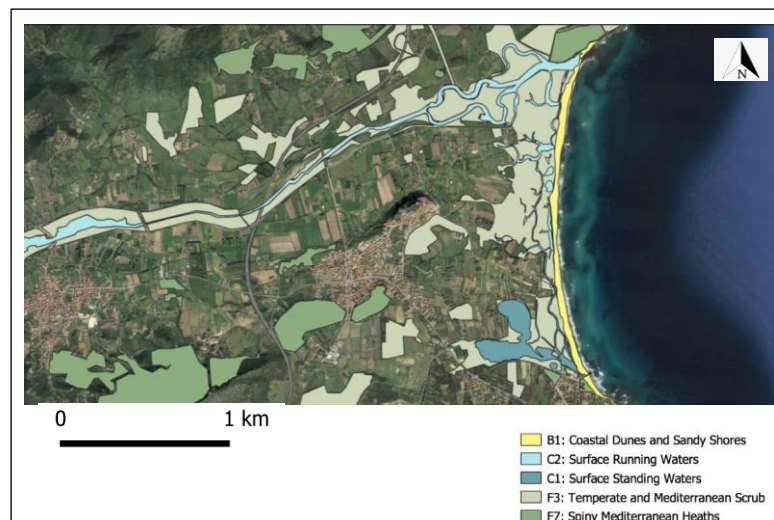 N
0 1 km
B1: Coastal Dunes and Sandy Shores
C2: Surface Running Waters
C1: Surface Standing Waters
F3: Temperate and Mediterranean Scrub
F7: Spiny Mediterranean Heaths